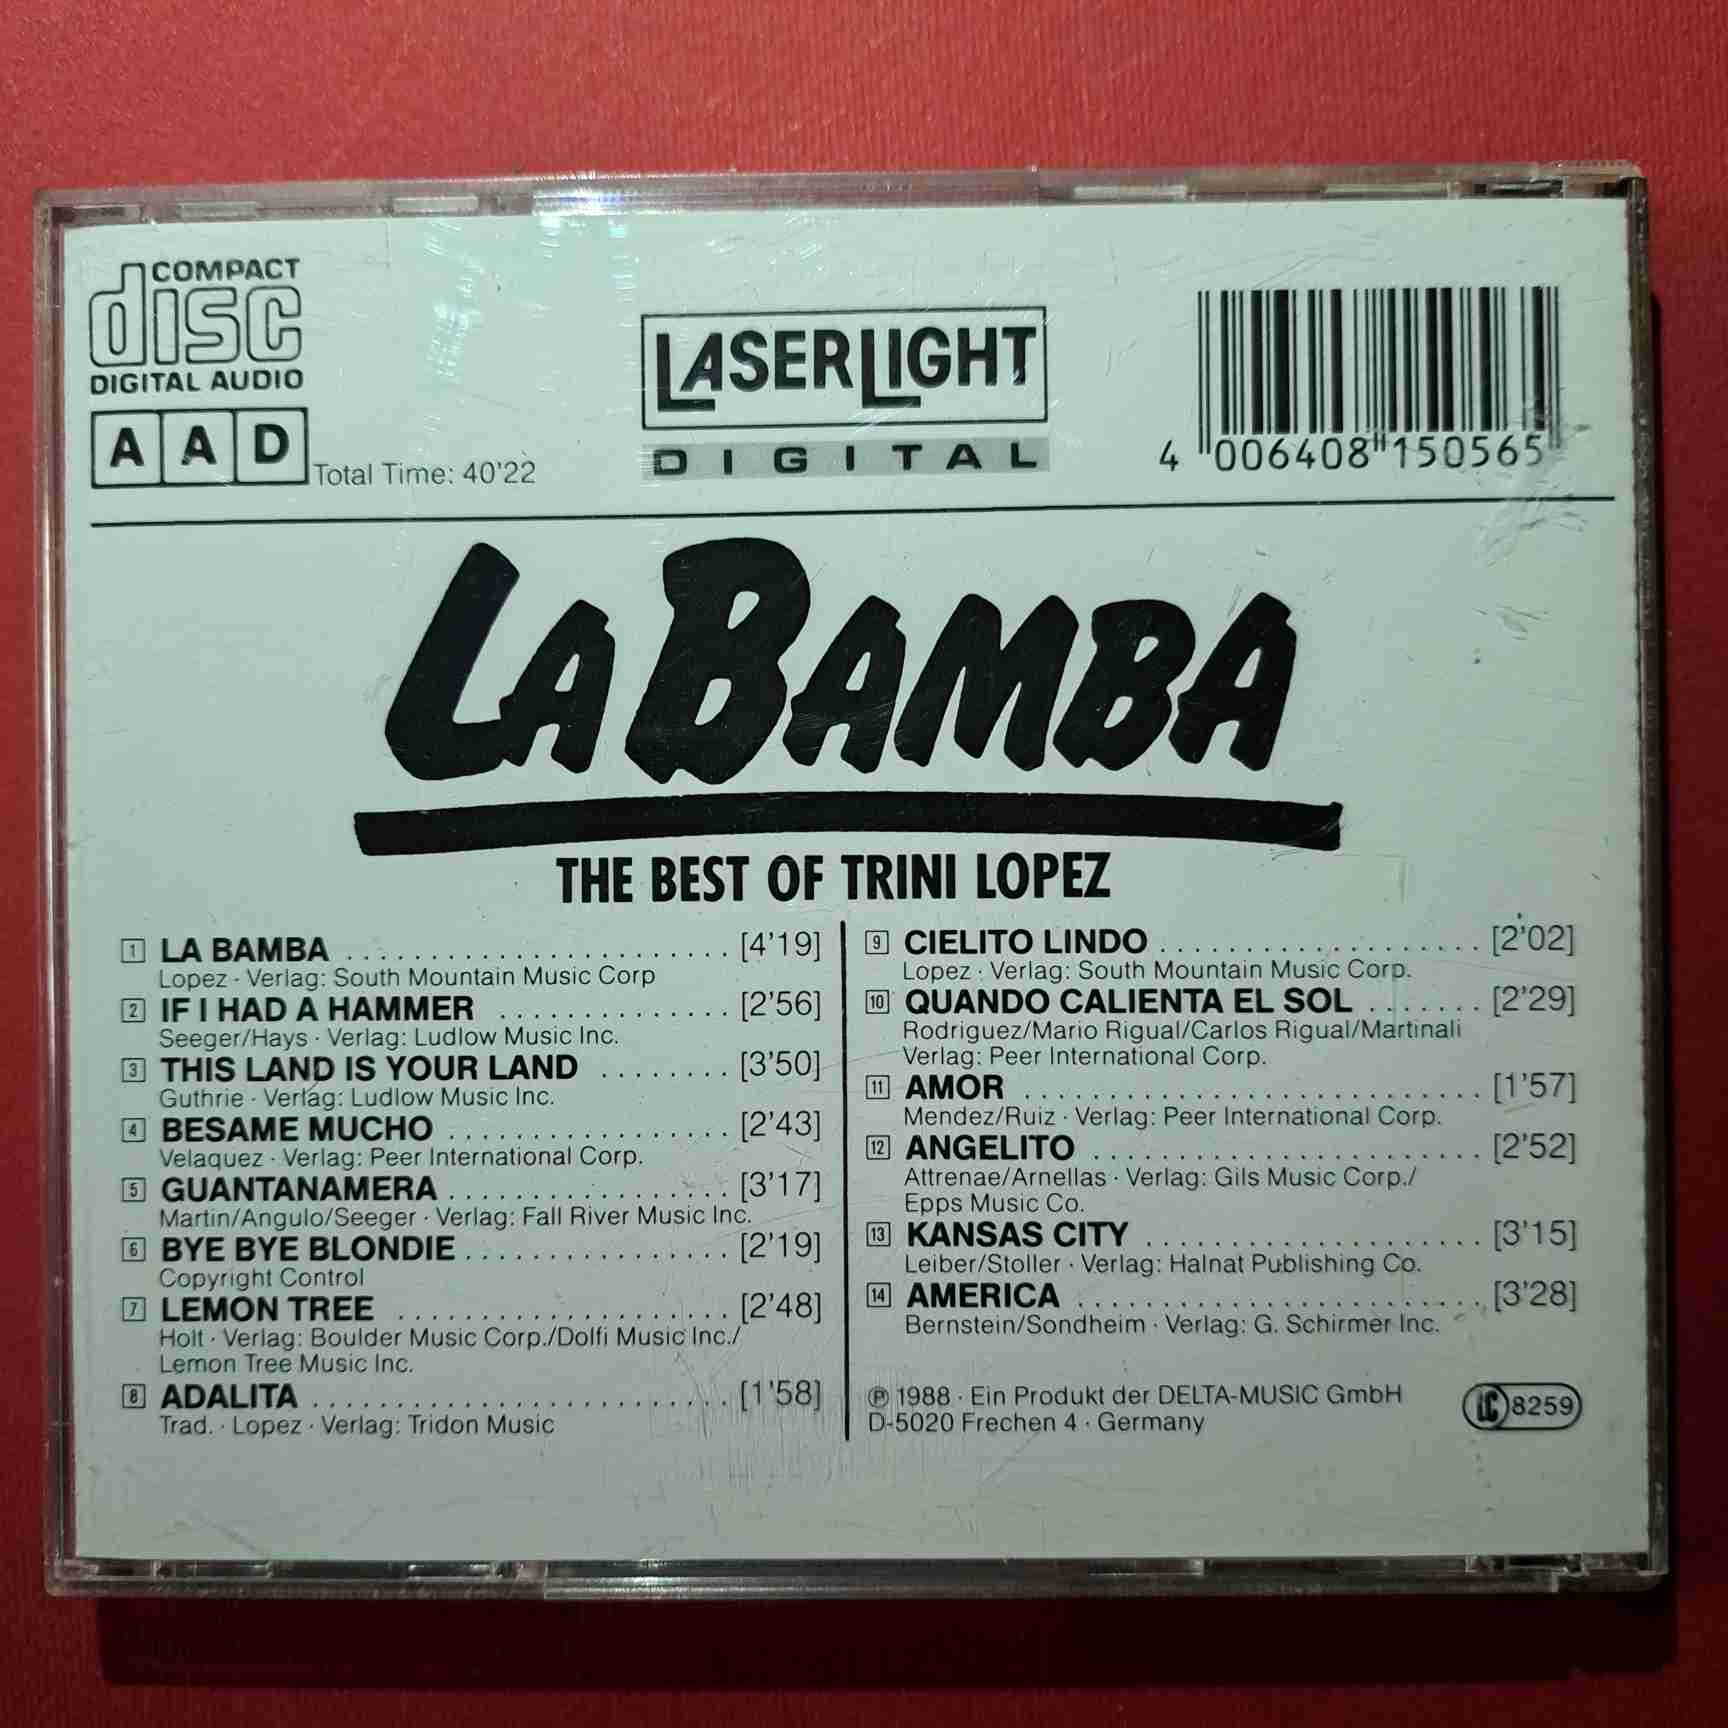 COMPACT
disc
DIGITAL AUDIO
A A D
Total Time: 40'22
LASERLIGHT
DIGITAL
4 006408 150565
LA BAMBA
THE BEST OF TRINI LOPEZ
1 LA BAMBA [4'19]
Lopez · Verlag: South Mountain Music Corp
2 IF I HAD A HAMMER [2'56]
Seeger/Hays · Verlag: Ludlow Music Inc.
3 THIS LAND IS YOUR LAND [3'50]
Guthrie · Verlag: Ludlow Music Inc.
4 BESAME MUCHO [2'43]
Velaquez · Verlag: Peer International Corp.
5 GUANTANAMERA [3'17]
Martin/Angulo/Seeger · Verlag: Fall River Music Inc.
6 BYE BYE BLONDIE [2'19]
Copyright Control
7 LEMON TREE [2'48]
Holt · Verlag: Boulder Music Corp./Dolfi Music Inc./
Lemon Tree Music Inc.
8 ADALITA [1'58]
Trad. · Lopez · Verlag: Tridon Music
9 CIELITO LINDO [2'02]
Lopez · Verlag: South Mountain Music Corp.
10 QUANDO CALIENTA EL SOL [2'29]
Rodriguez/Mario Rigual/Carlos Rigual/Martinali
Verlag: Peer International Corp.
11 AMOR [1'57]
Mendez/Ruiz · Verlag: Peer International Corp.
12 ANGELITO [2'52]
Attrenae/Arnellas · Verlag: Gils Music Corp./
Epps Music Co.
13 KANSAS CITY [3'15]
Leiber/Stoller · Verlag: Halnat Publishing Co.
14 AMERICA [3'28]
Bernstein/Sondheim · Verlag: G. Schirmer Inc.
℗ 1988 · Ein Produkt der DELTA-MUSIC GmbH
D-5020 Frechen 4 · Germany
LC 8259